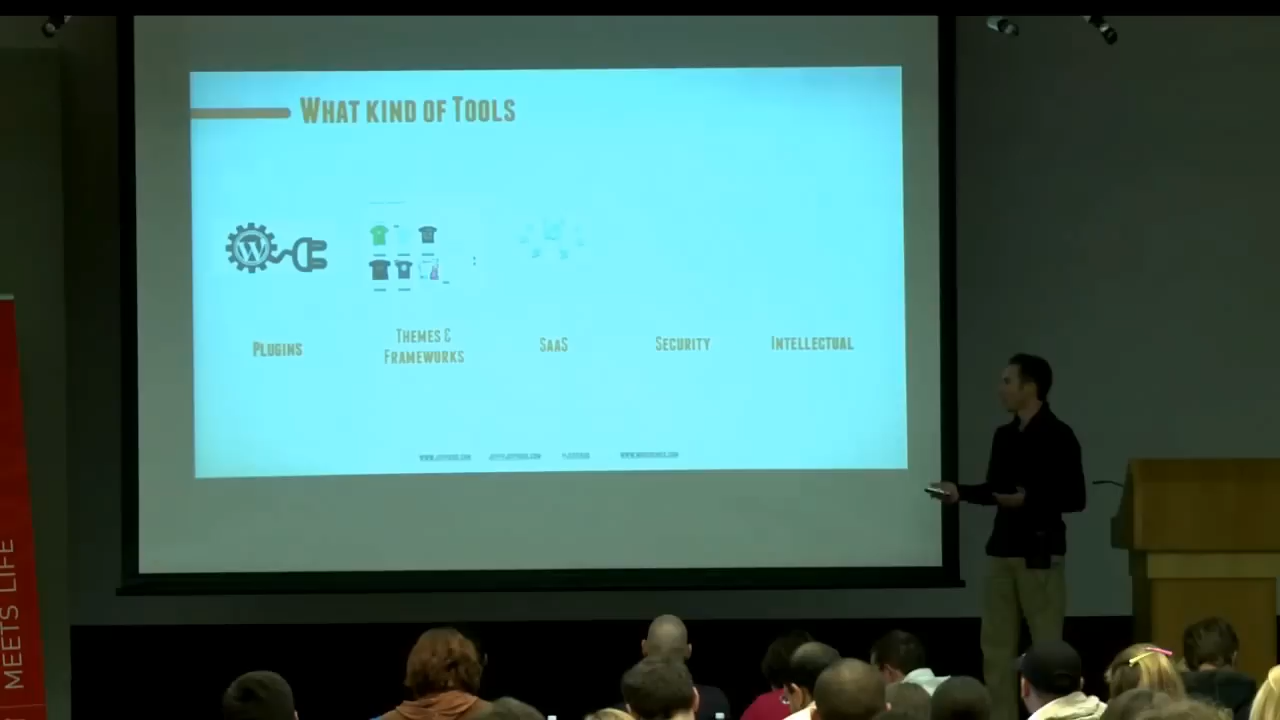 What kind of Tools
W
Plugins
Themes &
Frameworks
SaaS
Security
Intellectual
MEETS LIFE